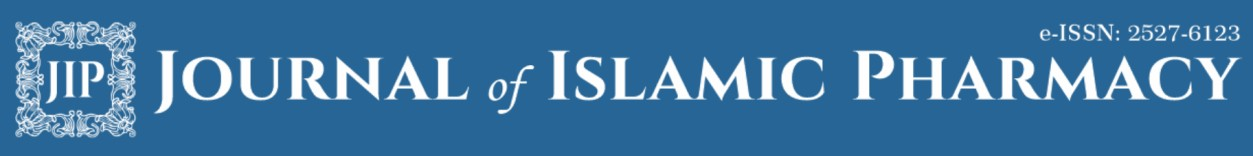 e-ISSN: 2527-6123
JIP
JOURNAL of ISLAMIC PHARMACY